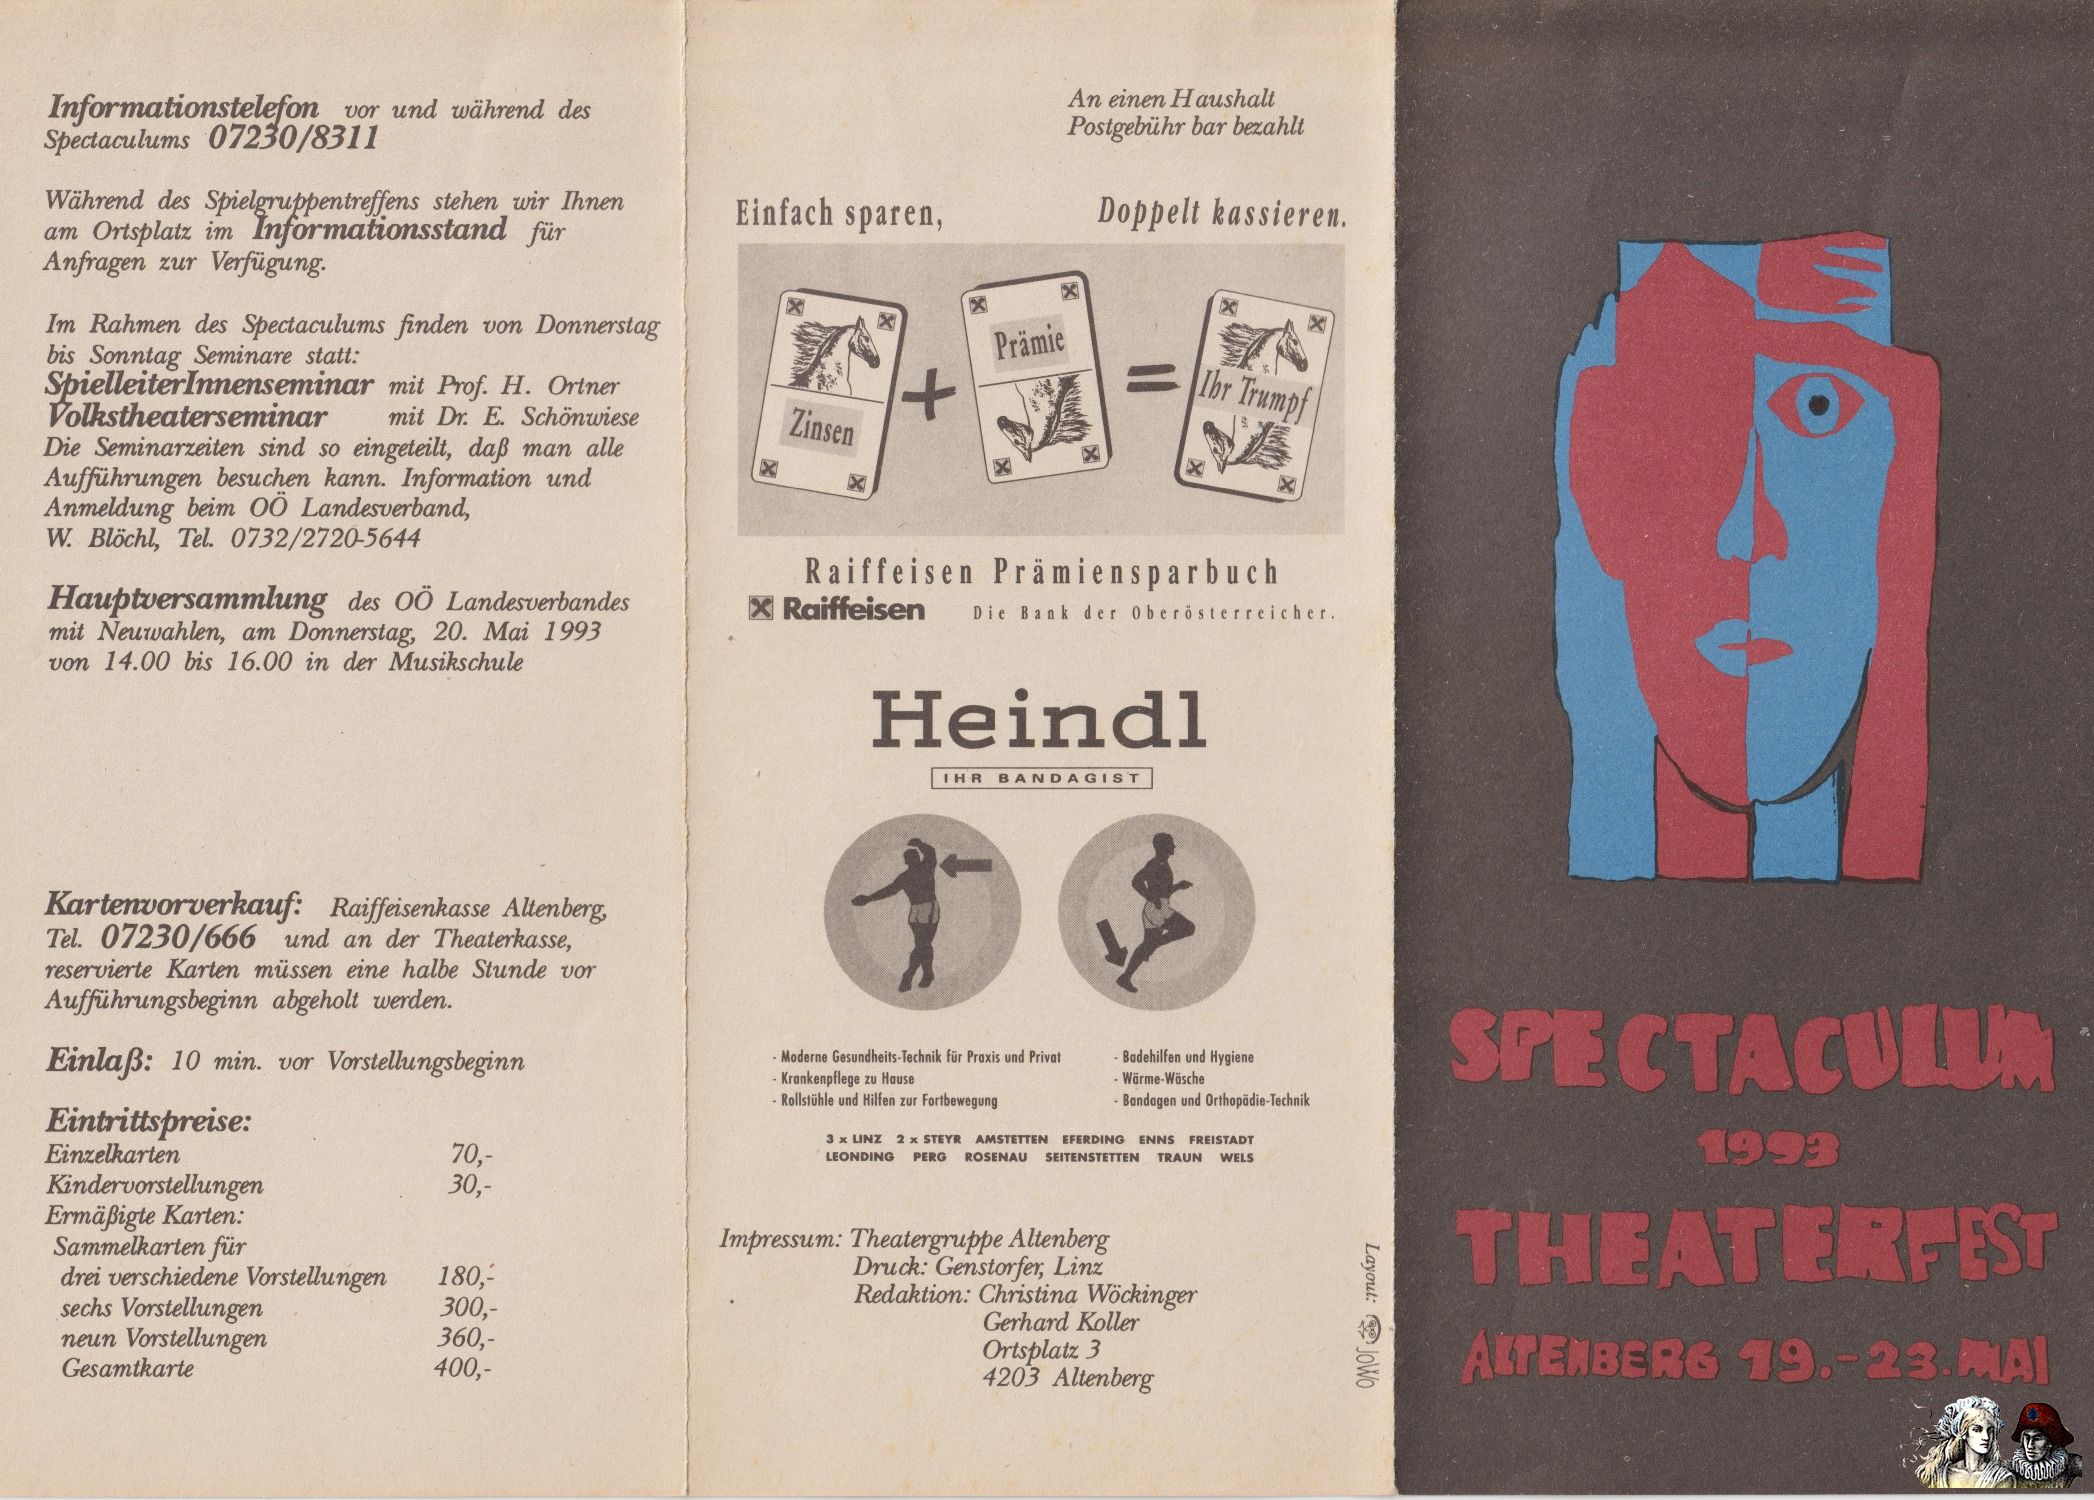 Informationstelefon vor und während des
Spectaculums 07230/8311
Während des Spielgruppentreffens stehen wir Ihnen
am Ortsplatz im Informationsstand für
Anfragen zur Verfügung.
Im Rahmen des Spectaculums finden von Donnerstag
bis Sonntag Seminare statt:
SpielleiterInnenseminar mit Prof. H. Ortner
Volkstheaterseminar mit Dr. E. Schönwiese
Die Seminarzeiten sind so eingeteilt, daß man alle
Aufführungen besuchen kann. Information und
Anmeldung beim OÖ Landesverband,
W. Blöchl, Tel. 0732/2720-5644
Hauptversammlung des OÖ Landesverbandes
mit Neuwahlen, am Donnerstag, 20. Mai 1993
von 14.00 bis 16.00 in der Musikschule
Kartenvorverkauf: Raiffeisenkasse Altenberg,
Tel. 07230/666 und an der Theaterkasse,
reservierte Karten müssen eine halbe Stunde vor
Aufführungsbeginn abgeholt werden.
Einlaß: 10 min. vor Vorstellungsbeginn
Eintrittspreise:
Einzelkarten 70,-
Kindervorstellungen 30,-
Ermäßigte Karten:
Sammelkarten für
drei verschiedene Vorstellungen 180,-
sechs Vorstellungen 300,-
neun Vorstellungen 360,-
Gesamtkarte 400,-
An einen Haushalt
Postgebühr bar bezahlt
Einfach sparen, Doppelt kassieren.
Zinsen
+
Prämie
=
Ihr Trumpf
Raiffeisen Prämiensparbuch
Raiffeisen Die Bank der Oberösterreicher.
Heindl
IHR BANDAGIST
- Moderne Gesundheits-Technik für Praxis und Privat
- Krankenpflege zu Hause
- Rollstühle und Hilfen zur Fortbewegung
- Badehilfen und Hygiene
- Wärme-Wäsche
- Bandagen und Orthopädie-Technik
3 x LINZ 2 x STEYR AMSTETTEN EFERDING ENNS FREISTADT
LEONDING PERG ROSENAU SEITENSTETTEN TRAUN WELS
Impressum: Theatergruppe Altenberg
Druck: Genstorfer, Linz
Redaktion: Christina Wöckinger
Gerhard Koller
Ortsplatz 3
4203 Altenberg
Layout: JOWO
SPECTACULUM
1993
THEATERFEST
ALTENBERG 19.-23. MAI